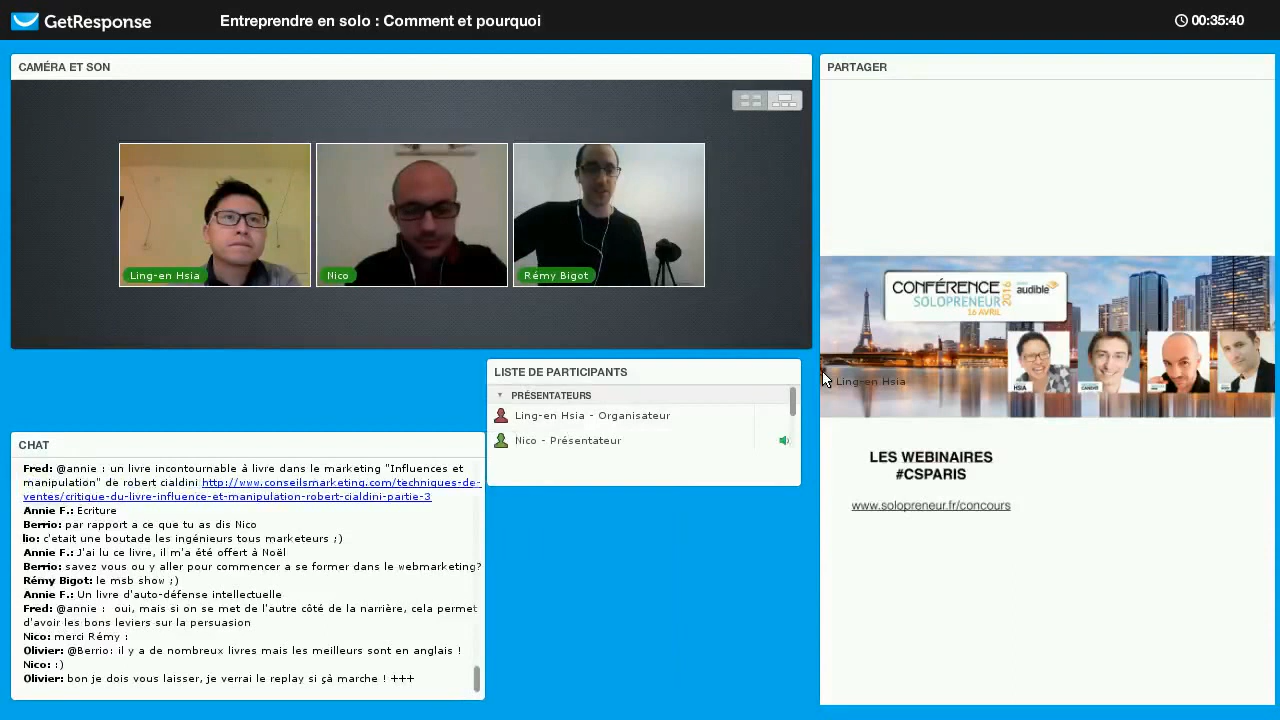 GetResponse
Entreprendre en solo : Comment et pourquoi
00:35:40
CAMÉRA ET SON
Ling-en Hsia
Nico
Rémy Bigot
PARTAGER
CONFÉRENCE
SOLOPRENEUR
2016
audible
16 AVRIL
HSIA
Ling-en Hsia
LES WEBINAIRES
#CSPARIS
www.solopreneur.fr/concours
LISTE DE PARTICIPANTS
PRÉSENTATEURS
Ling-en Hsia - Organisateur
Nico - Présentateur
CHAT
Fred: @annie : un livre incontournable à livre dans le marketing "Influences et
manipulation" de robert cialdini http://www.conseilsmarketing.com/techniques-de-
ventes/critique-du-livre-influence-et-manipulation-robert-cialdini-partie-3
Annie F.: Ecriture
Berrio: par rapport a ce que tu as dis Nico
lio: c'etait une boutade les ingénieurs tous marketeurs ;)
Annie F.: J'ai lu ce livre, il m'a été offert à Noël
Berrio: savez vous ou y aller pour commencer a se former dans le webmarketing?
Rémy Bigot: le msb show ;)
Annie F.: Un livre d'auto-défense intellectuelle
Fred: @annie :  oui, mais si on se met de l'autre côté de la narrière, cela permet
d'avoir les bons leviers sur la persuasion
Nico: merci Rémy :
Olivier: @Berrio: il y a de nombreux livres mais les meilleurs sont en anglais !
Nico: :)
Olivier: bon je dois vous laisser, je verrai le replay si çà marche ! +++